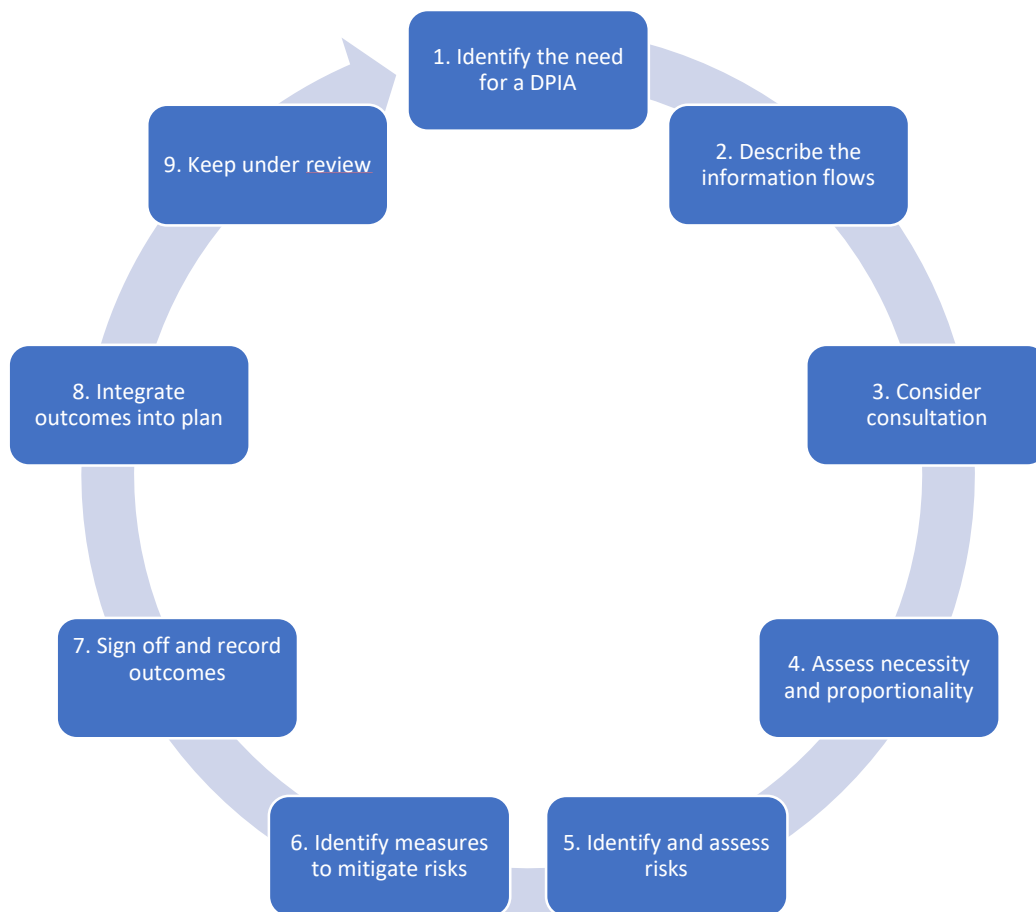 1. Identify the need
for a DPIA
2. Describe the
information flows
3. Consider
consultation
4. Assess necessity
and proportionality
5. Identify and assess
risks
6. Identify measures
to mitigate risks
7. Sign off and record
outcomes
8. Integrate
outcomes into plan
9. Keep under review